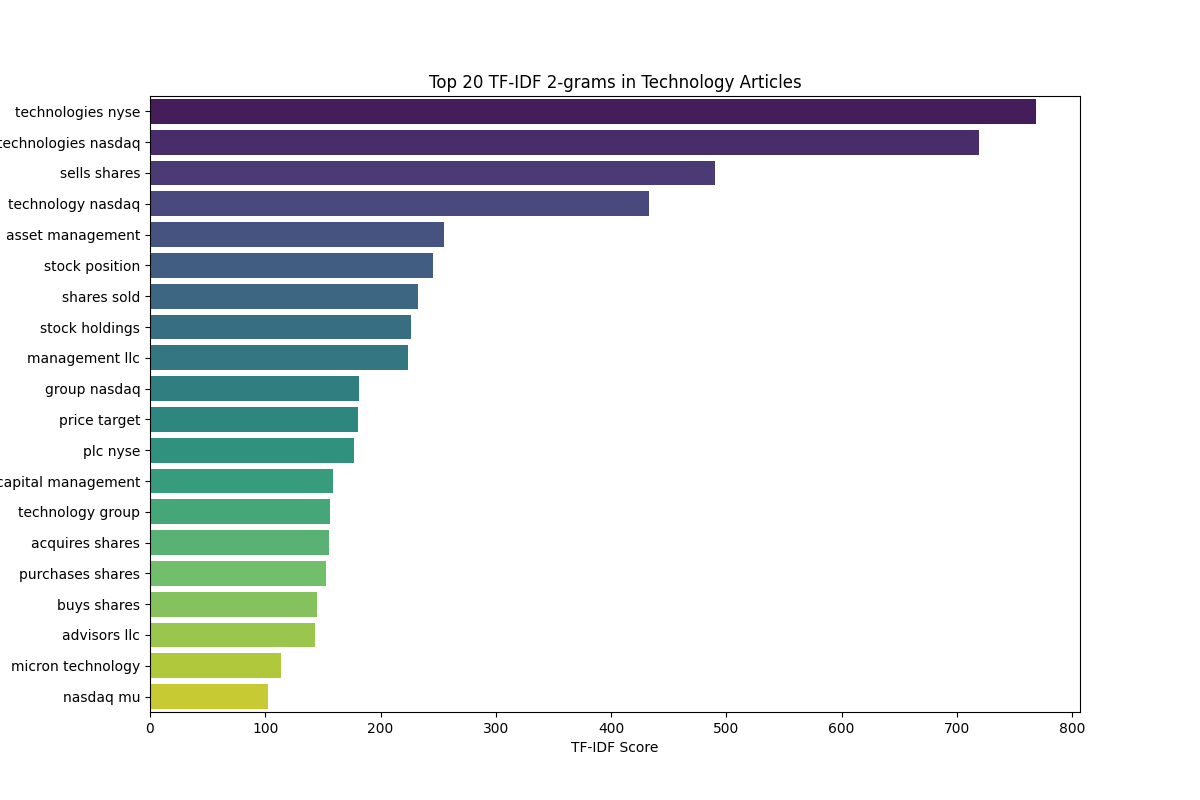 Top 20 TF-IDF 2-grams in Technology Articles
technologies nyse
technologies nasdaq
sells shares
technology nasdaq
asset management
stock position
shares sold
stock holdings
management llc
group nasdaq
price target
plc nyse
capital management
technology group
acquires shares
purchases shares
buys shares
advisors llc
micron technology
nasdaq mu
0 100 200 300 400 500 600 700 800
TF-IDF Score